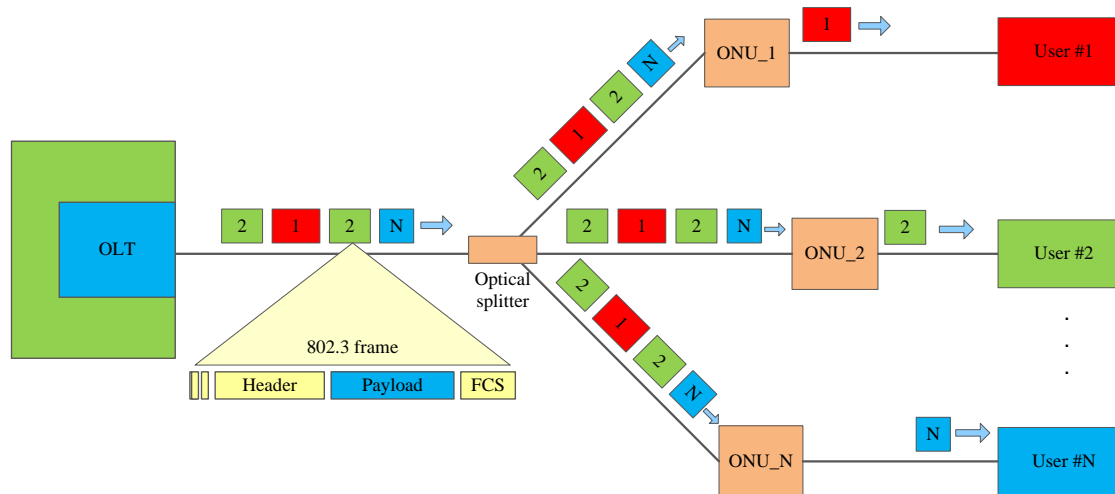 1
ONU_1
User #1
N
2
1
2
OLT
2
1
2
N
Optical
splitter
2
1
2
N
ONU_2
2
User #2
.
.
.
2
1
2
N
802.3 frame
Header
Payload
FCS
ONU_N
N
User #N